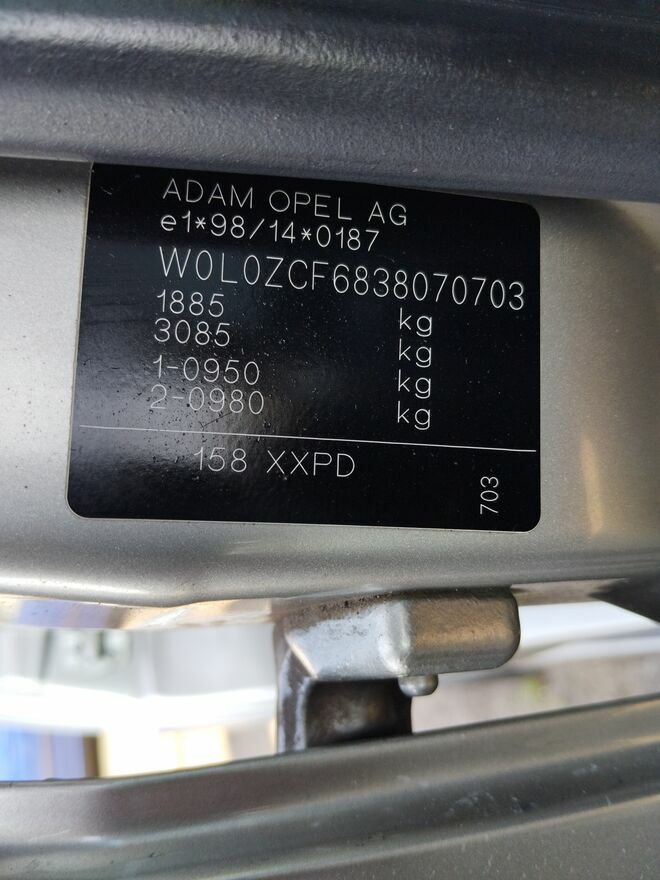 ADAM OPEL AG
e1*98/14*0187
W0L0ZCF6838070703
1885 kg
3085 kg
1-0950 kg
2-0980 kg
158 XXPD
703